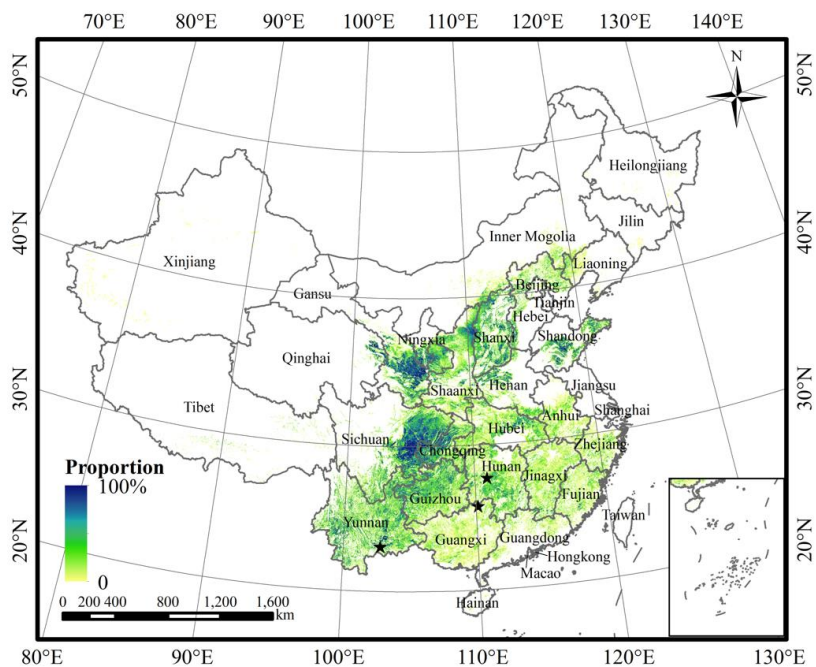 70°E 80°E 90°E 100°E 110°E 120°E 130°E 140°E
N
50°N 50°N
Heilongjiang
Jilin
Inner Mogolia
Liaoning
Xinjiang
40°N 40°N
Beijing
Gansu
Tianjin
Hebei
Ningxia Shanxi Shandong
Qinghai
Shaanxi Henan Jiangsu
30°N 30°N
Tibet
Anhui Shanghai
Sichuan Chongqing Hubei Zhejiang
Proportion
100%
Hunan Jinagxi
Guizhou Fujian
Yunnan Taiwan
Guangxi Guangdong
Hongkong
Macao
0
20°N 20°N
Hainan
0 200 400 800 1,200 1,600
km
80°E 90°E 100°E 110°E 120°E 130°E